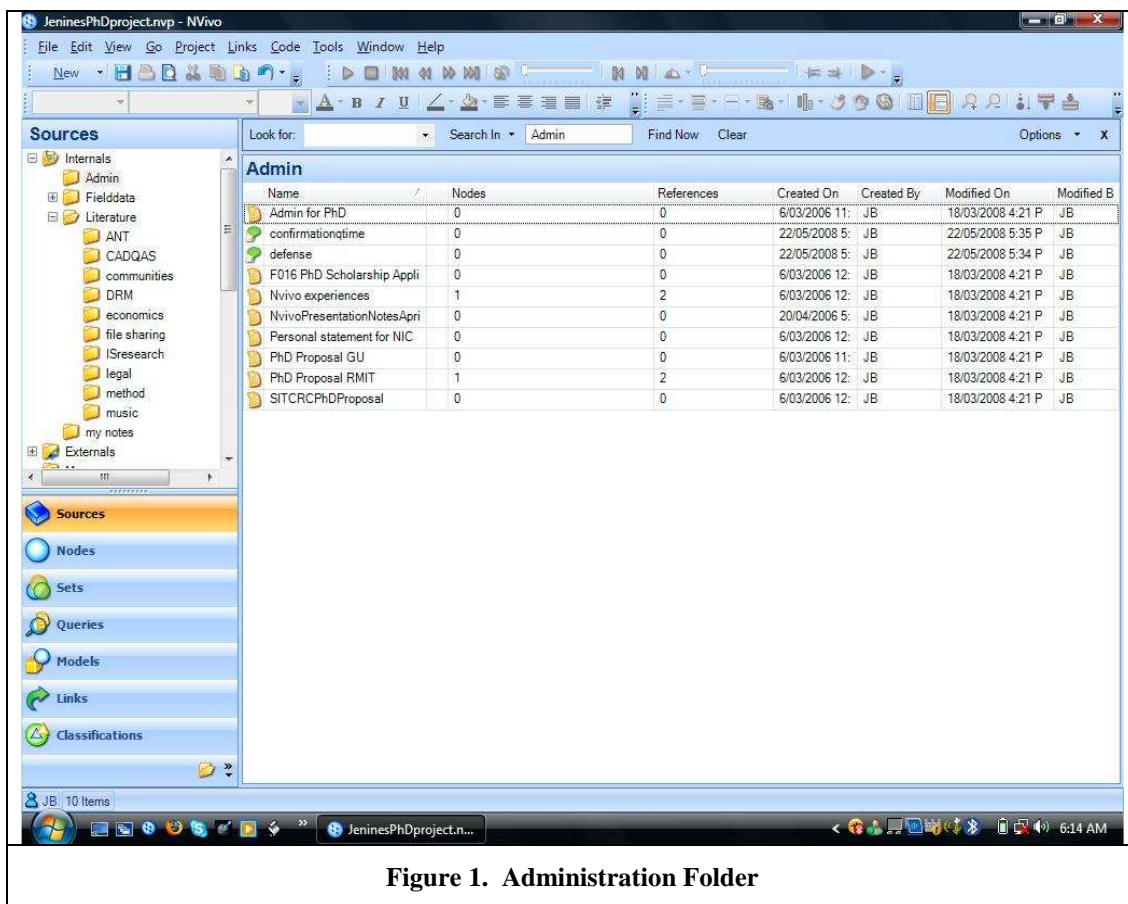 JeninesPhDproject.nvp - NVivo
File Edit View Go Project Links Code Tools Window Help
New
A B I U
Sources
Look for: Search In Admin Find Now Clear Options x
Internals
Admin
Fielddata
Literature
ANT
CADQAS
communities
DRM
economics
file sharing
ISresearch
legal
method
music
my notes
Externals
Admin
Name Nodes References Created On Created By Modified On Modified B
Admin for PhD 0 0 6/03/2006 11: JB 18/03/2008 4:21 P JB
confirmationqtime 0 0 22/05/2008 5: JB 22/05/2008 5:35 P JB
defense 0 0 22/05/2008 5: JB 22/05/2008 5:34 P JB
F016 PhD Scholarship Appli 0 0 6/03/2006 12: JB 18/03/2008 4:21 P JB
Nvivo experiences 1 2 6/03/2006 12: JB 18/03/2008 4:21 P JB
NvivoPresentationNotesApri 0 0 20/04/2006 5: JB 18/03/2008 4:21 P JB
Personal statement for NIC 0 0 6/03/2006 12: JB 18/03/2008 4:21 P JB
PhD Proposal GU 0 0 6/03/2006 11: JB 18/03/2008 4:21 P JB
PhD Proposal RMIT 1 2 6/03/2006 12: JB 18/03/2008 4:21 P JB
SITCRCPhDProposal 0 0 6/03/2006 12: JB 18/03/2008 4:21 P JB
Sources
Nodes
Sets
Queries
Models
Links
Classifications
JB 10 Items
JeninesPhDproject.n... 6:14 AM
Figure 1. Administration Folder